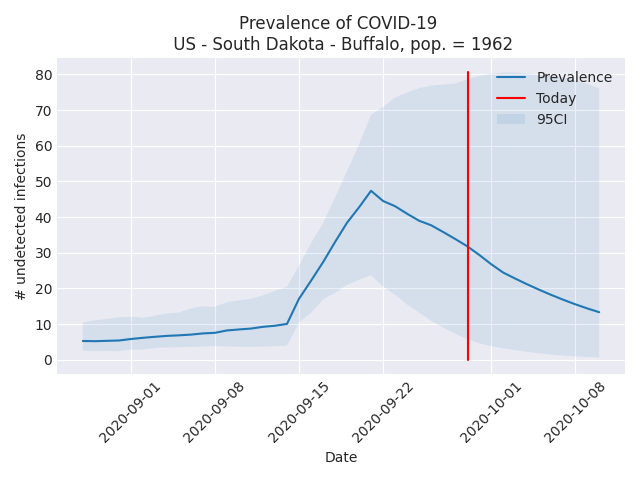 Prevalence of COVID-19
US - South Dakota - Buffalo, pop. = 1962
80
70
60
50
40
30
20
10
0
# undetected infections
Prevalence
Today
95CI
2020-09-01
2020-09-08
2020-09-15
2020-09-22
2020-10-01
2020-10-08
Date